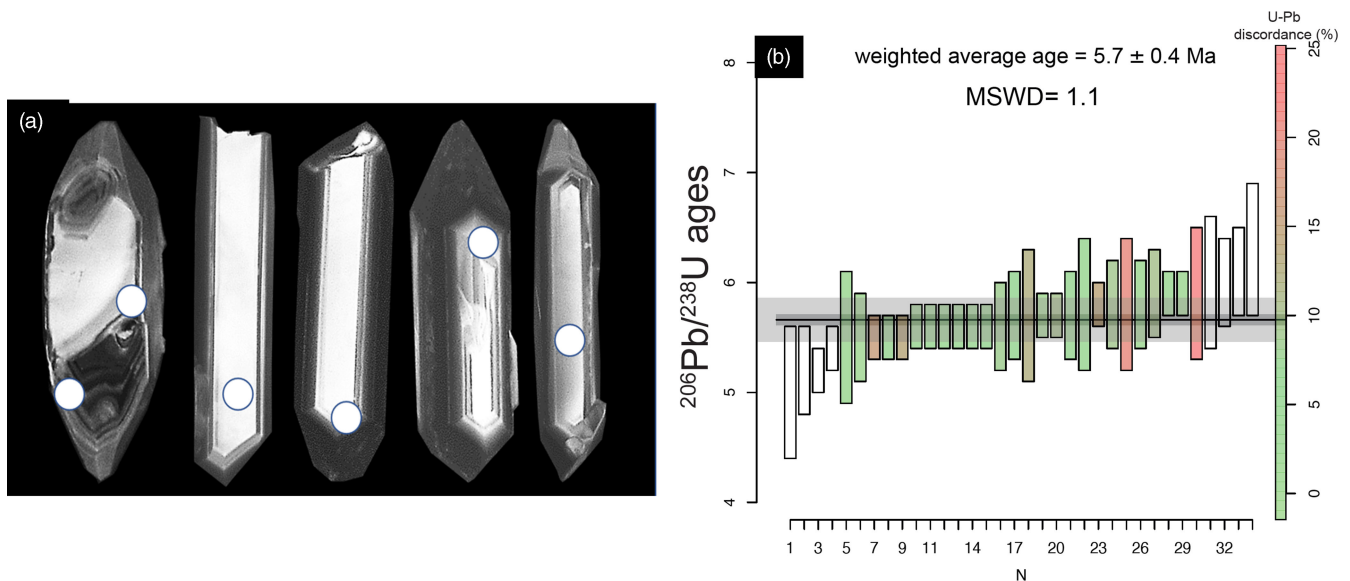 (a)
(b)
weighted average age = 5.7 ± 0.4 Ma
MSWD= 1.1
U-Pb
discordance (%)
206Pb/238U ages
8
7
6
5
4
25
20
15
10
5
0
1 3 5 7 9 11 14 17 20 23 26 29 32
N